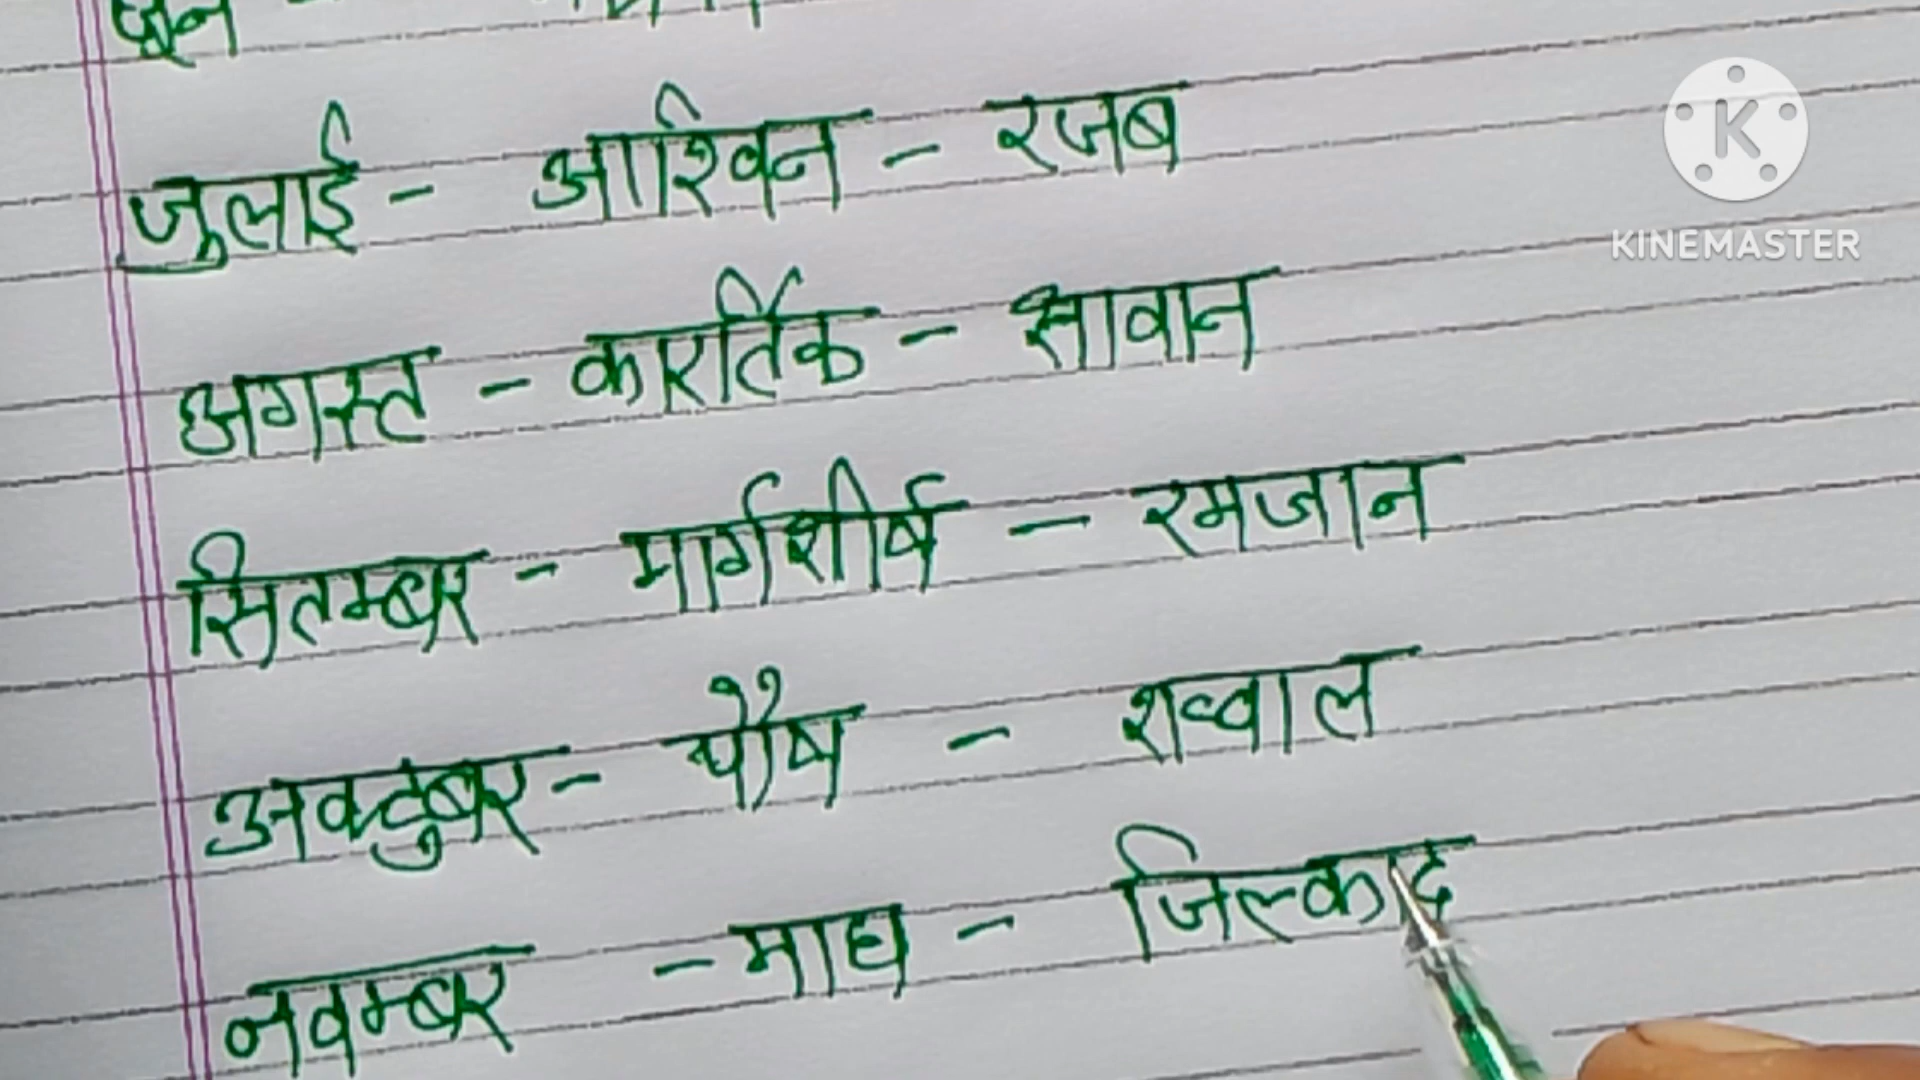 जून -
जुलाई - आश्विन - रजब
अगस्त - कार्तिक - सावान
सितम्बर - मार्गशीर्ष - रमजान
अक्टुबर - पौष - शव्वाल
नवम्बर - माघ - जिल्काद
K
KINEMASTER